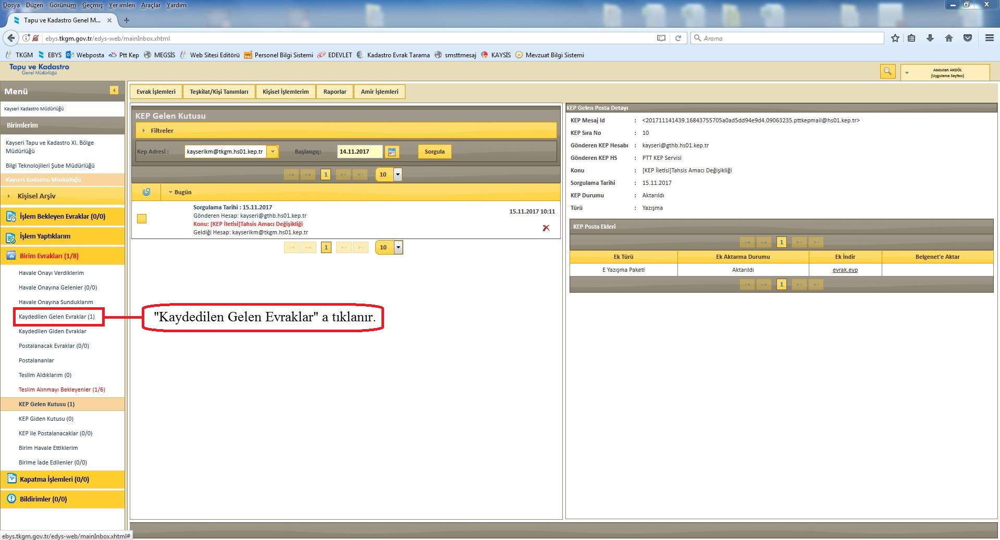 Dosya Düzen Görünüm Geçmiş Yer imleri Araçlar Yardım
Tapu ve Kadastro Genel M...
ebys.tkgm.gov.tr/edys-web/mainInbox.xhtml
Arama
TKGM EBYS Webposta Ptt Kep MEGSİS Web Sitesi Editörü Personel Bilgi Sistemi EDEVLET Kadastro Evrak Tarama smsttmesaj KAYSİS Mevzuat Bilgi Sistemi
Tapu ve Kadastro
Genel Müdürlüğü
Abdullah AKDÖL
(Uygulama Sayfası)
Menü
Kayseri Kadastro Müdürlüğü
Birimlerim
Kayseri Tapu ve Kadastro XI. Bölge
Müdürlüğü
Bilgi Teknolojileri Şube Müdürlüğü
Kayseri Kadastro Müdürlüğü
Kişisel Arşiv
İşlem Bekleyen Evraklar (0/0)
İşlem Yaptıklarım
Birim Evrakları (1/8)
Havale Onayı Verdiklerim
Havale Onayına Gelenler (0/0)
Havale Onayına Sunduklarım
Kaydedilen Gelen Evraklar (1)
Kaydedilen Giden Evraklar
Postalanacak Evraklar (0/0)
Postalananlar
Teslim Aldıklarım (0)
Teslim Alınmayı Bekleyenler (1/6)
KEP Gelen Kutusu (1)
KEP Giden Kutusu (0)
KEP ile Postalanacaklar (0/0)
Birim Havale Ettiklerim
Birime İade Edilenler (0/0)
Kapatma İşlemleri (0/0)
Bildirimler (0/0)
ebys.tkgm.gov.tr/edys-web/mainInbox.xhtml#
Evrak İşlemleri Teşkilat/Kişi Tanımları Kişisel İşlemlerim Raporlar Amir İşlemleri
KEP Gelen Kutusu
Filtreler
Kep Adresi : kayserikm@tkgm.hs01.kep.tr Başlangıç: 14.11.2017 Sorgula
1 10
Bugün
Sorgulama Tarihi : 15.11.2017
Gönderen Hesap: kayseri@gthb.hs01.kep.tr
Konu: [KEP İletisi]Tahsis Amacı Değişikliği
Geldiği Hesap: kayserikm@tkgm.hs01.kep.tr
15.11.2017 10:11
1 10
"Kaydedilen Gelen Evraklar" a tıklanır.
KEP Gelen Posta Detayı
KEP Mesaj Id : <201711141439.16843755705a0ad5dd94e9d4.09063235.pttkepmail@hs01.kep.tr>
KEP Sıra No : 10
Gönderen KEP Hesabı : kayseri@gthb.hs01.kep.tr
Gönderen KEP HS : PTT KEP Servisi
Konu : [KEP İletisi]Tahsis Amacı Değişikliği
Sorgulama Tarihi : 15.11.2017
KEP Durumu : Aktarıldı
Türü : Yazışma
KEP Posta Ekleri
1
Ek Türü Ek Aktarma Durumu Ek İndir Belgenet'e Aktar
E Yazışma Paketi Aktarıldı evrak.eyp
1